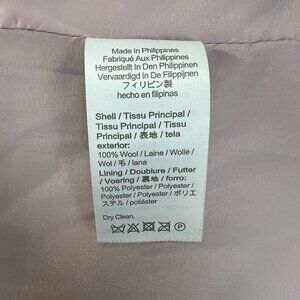 Made In Philippines
Fabriqué Aux Philippines
Hergestellt In Den Philippinen
Vervaardigd In De Filippijnen
フィリピン製
hecho en filipinas
Shell / Tissu Principal /
Tissu Principal / Tissu
Principal / 表地 / tela
exterior:
100% Wool / Laine / Wolle /
Wol / 毛 / lana
Lining / Doublure / Futter
/ Voering / 裏地 / forro:
100% Polyester / Polyester /
Polyester / Polyester / ポリエ
ステル / poliéster
Dry Clean.